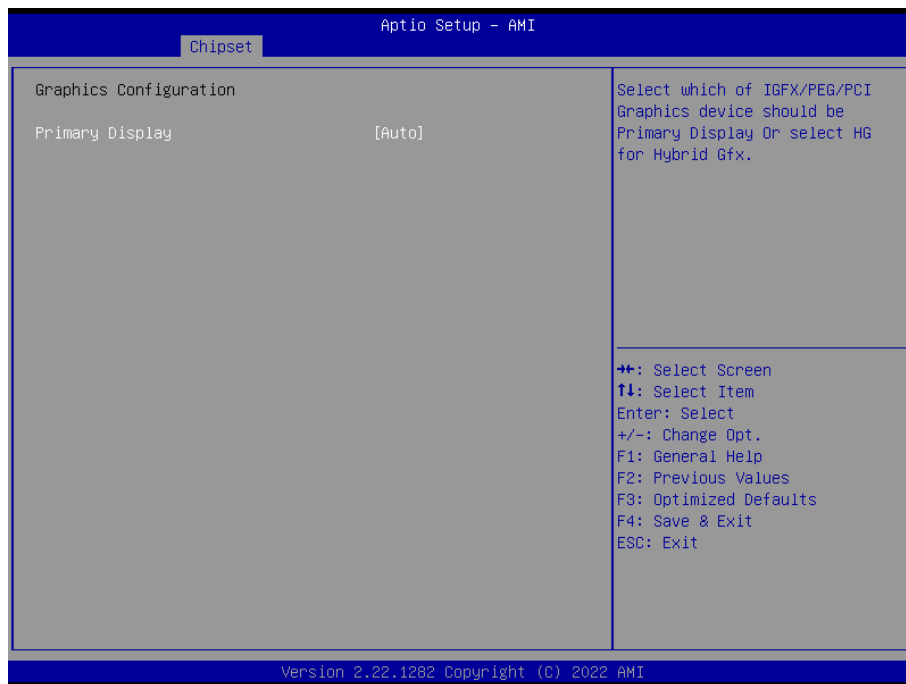 Aptio Setup – AMI
Chipset
Graphics Configuration
Primary Display [Auto]
Select which of IGFX/PEG/PCI
Graphics device should be
Primary Display Or select HG
for Hybrid Gfx.
→←: Select Screen
↑↓: Select Item
Enter: Select
+/-: Change Opt.
F1: General Help
F2: Previous Values
F3: Optimized Defaults
F4: Save & Exit
ESC: Exit
Version 2.22.1282 Copyright (C) 2022 AMI